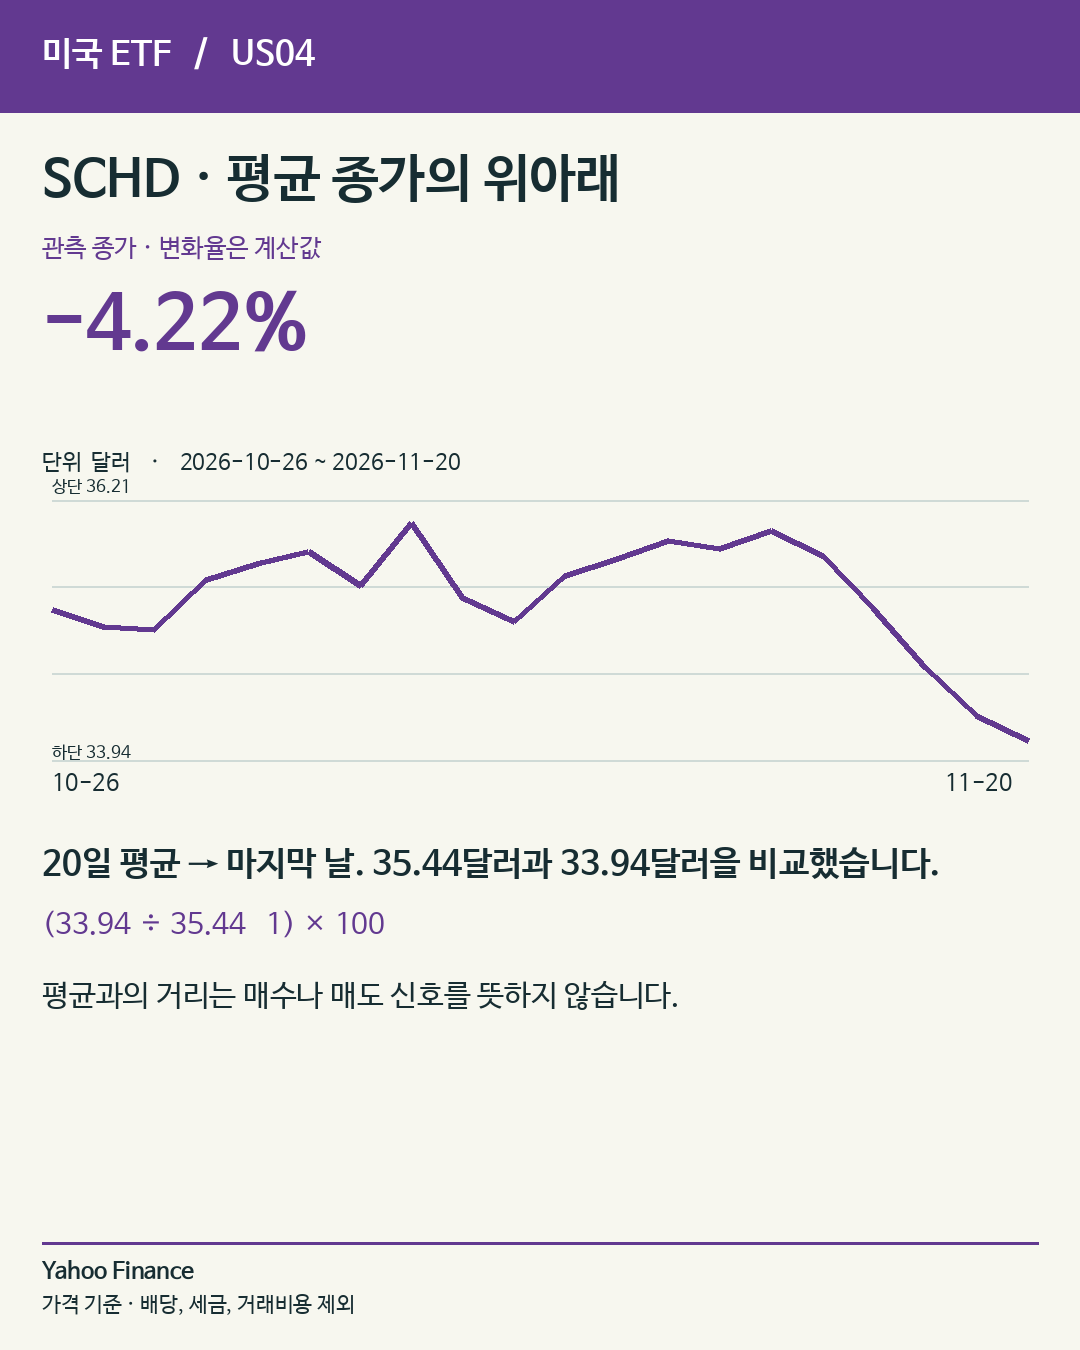 미국 ETF / US04
SCHD · 평균 종가의 위아래
관측 종가 · 변화율은 계산값
-4.22%
단위 달러 · 2026-10-26 ~ 2026-11-20
상단 36.21
하단 33.94
10-26 11-20
20일 평균 → 마지막 날. 35.44달러과 33.94달러을 비교했습니다.
(33.94 ÷ 35.44 1) × 100
평균과의 거리는 매수나 매도 신호를 뜻하지 않습니다.
Yahoo Finance
가격 기준 · 배당, 세금, 거래비용 제외